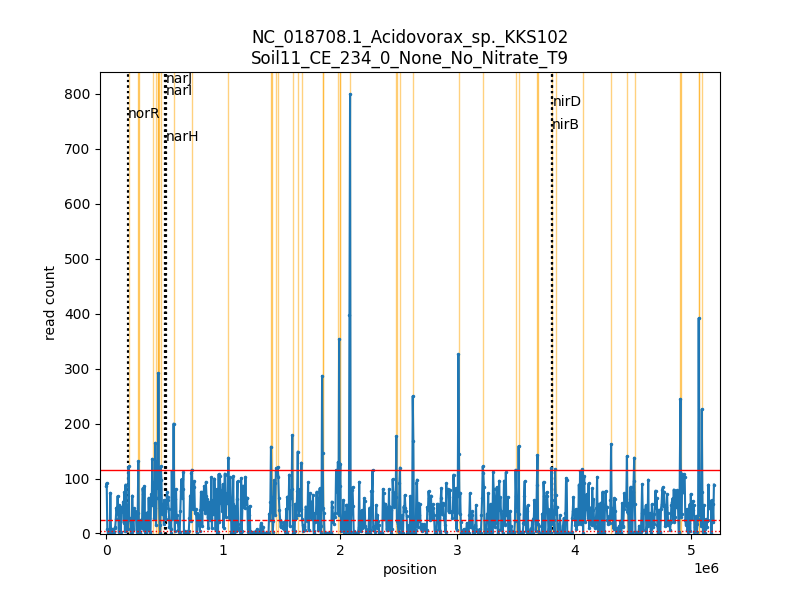 NC_018708.1_Acidovorax_sp._KKS102
Soil11_CE_234_0_None_No_Nitrate_T9
narJ
narI
norR
narH
nirD
nirB
800
700
600
500
400
300
200
100
0
read count
0 1 2 3 4 5
1e6
position